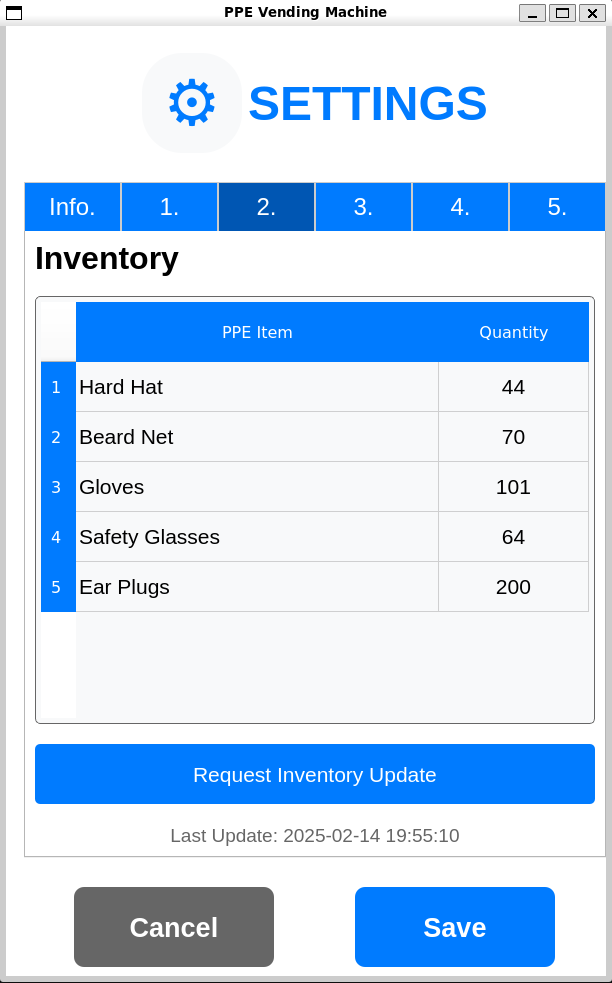 PPE Vending Machine
SETTINGS
Info. 1. 2. 3. 4. 5.
Inventory
PPE Item Quantity
1 Hard Hat 44
2 Beard Net 70
3 Gloves 101
4 Safety Glasses 64
5 Ear Plugs 200
Request Inventory Update
Last Update: 2025-02-14 19:55:10
Cancel Save